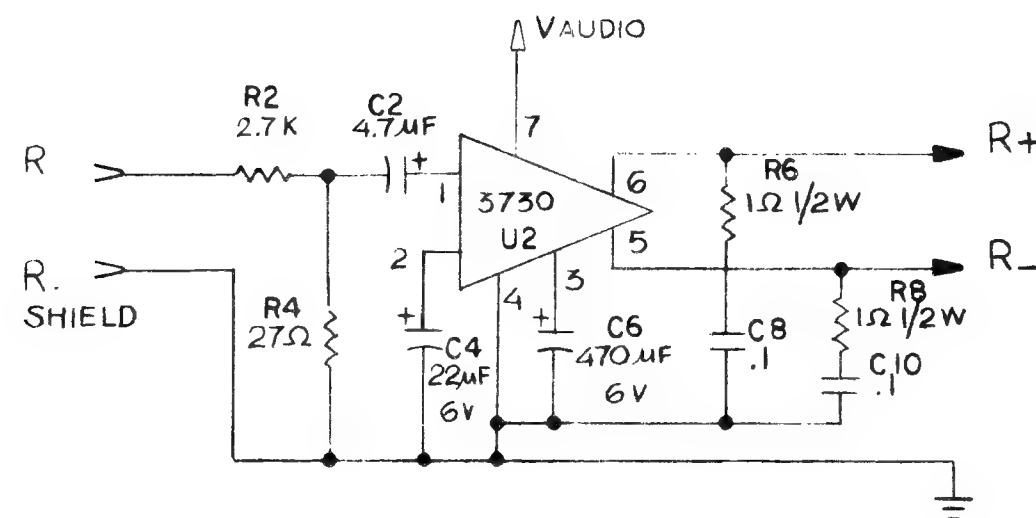 VAUDIO
R2
2.7K
C2
4.7µF
7
R
+
1
3730
U2
6
R+
R6
1Ω 1/2W
2
5
R-
R.
SHIELD
R4
27Ω
+
C4
22µF
6V
4
3
+
C6
470µF
6V
C8
.1
R8
1Ω 1/2W
C10
.1